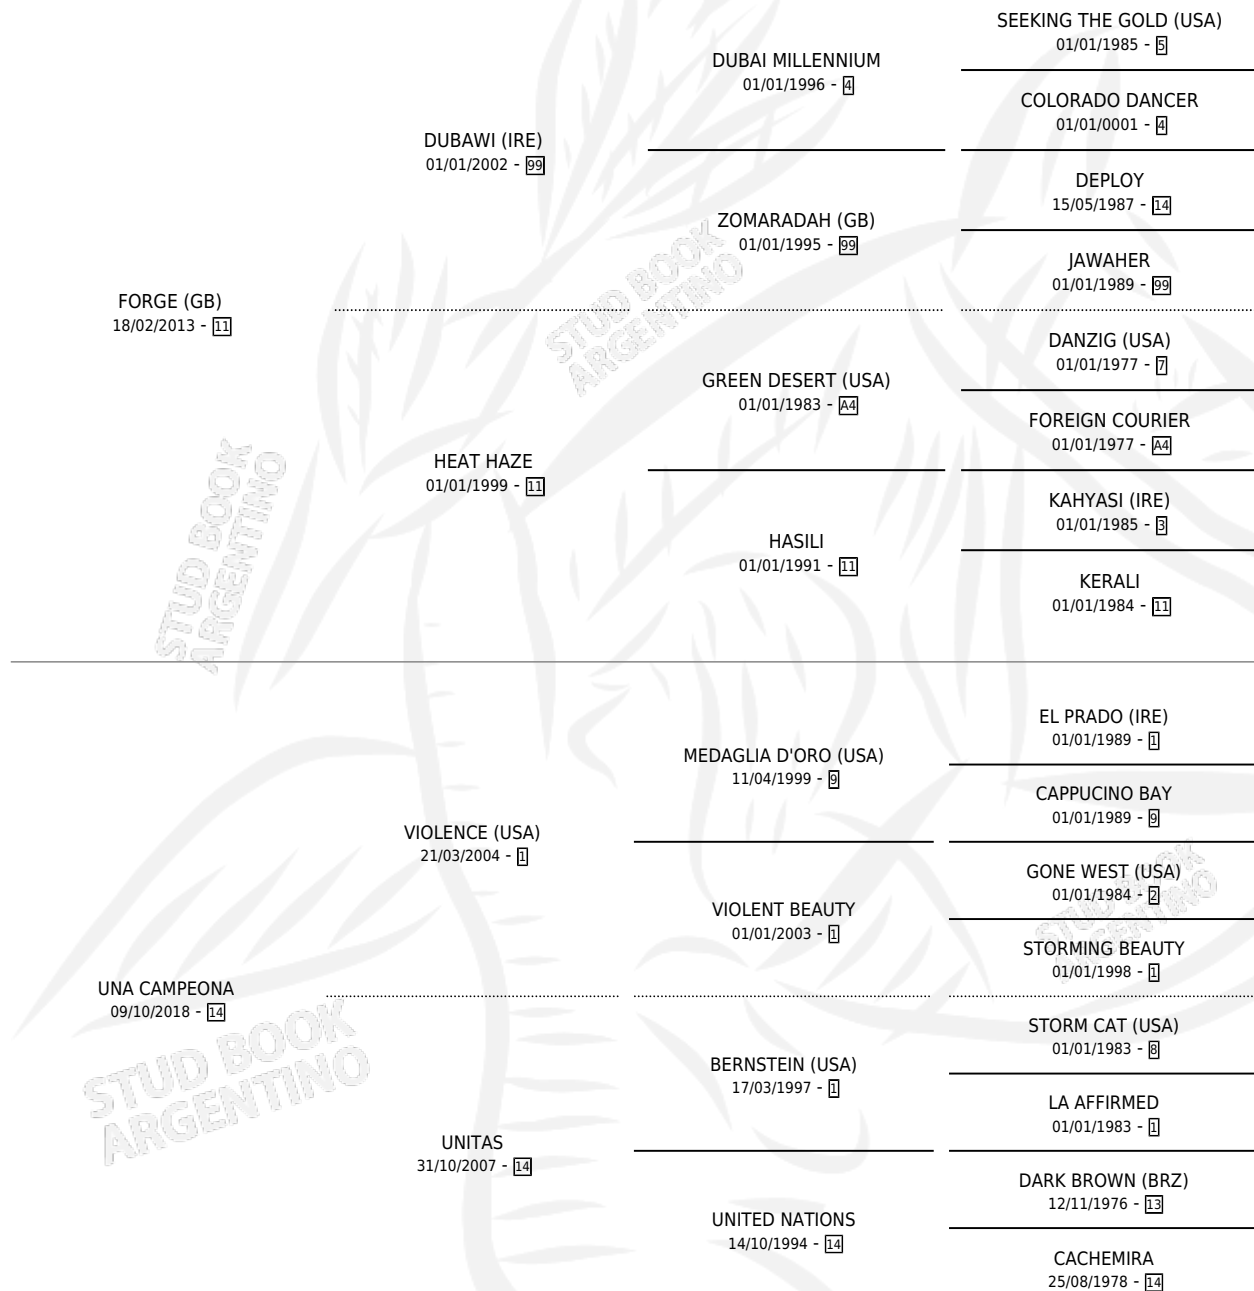 SEEKING THE GOLD (USA)
01/01/1985 - 5
DUBAI MILLENNIUM
01/01/1996 - 4
COLORADO DANCER
01/01/0001 - 4
DUBAWI (IRE)
01/01/2002 - 99
DEPLOY
15/05/1987 - 14
ZOMARADAH (GB)
01/01/1995 - 99
JAWAHER
01/01/1989 - 99
FORGE (GB)
18/02/2013 - 11
STUD BOOK
ARGENTINO
DANZIG (USA)
01/01/1977 - 7
GREEN DESERT (USA)
01/01/1983 - A4
FOREIGN COURIER
01/01/1977 - A4
HEAT HAZE
01/01/1999 - 11
KAHYASI (IRE)
01/01/1985 - 3
HASILI
01/01/1991 - 11
KERALI
01/01/1984 - 11
STUD BOOK
ARGENTINO
EL PRADO (IRE)
01/01/1989 - 1
MEDAGLIA D'ORO (USA)
11/04/1999 - 9
CAPPUCINO BAY
01/01/1989 - 9
VIOLENCE (USA)
21/03/2004 - 1
GONE WEST (USA)
01/01/1984 - 2
VIOLENT BEAUTY
01/01/2003 - 1
STORMING BEAUTY
01/01/1998 - 1
STUD BOOK
ARGENTINO
UNA CAMPEONA
09/10/2018 - 14
STORM CAT (USA)
01/01/1983 - 8
BERNSTEIN (USA)
17/03/1997 - 1
LA AFFIRMED
01/01/1983 - 1
STUD BOOK
ARGENTINO
UNITAS
31/10/2007 - 14
DARK BROWN (BRZ)
12/11/1976 - 13
UNITED NATIONS
14/10/1994 - 14
CACHEMIRA
25/08/1978 - 14